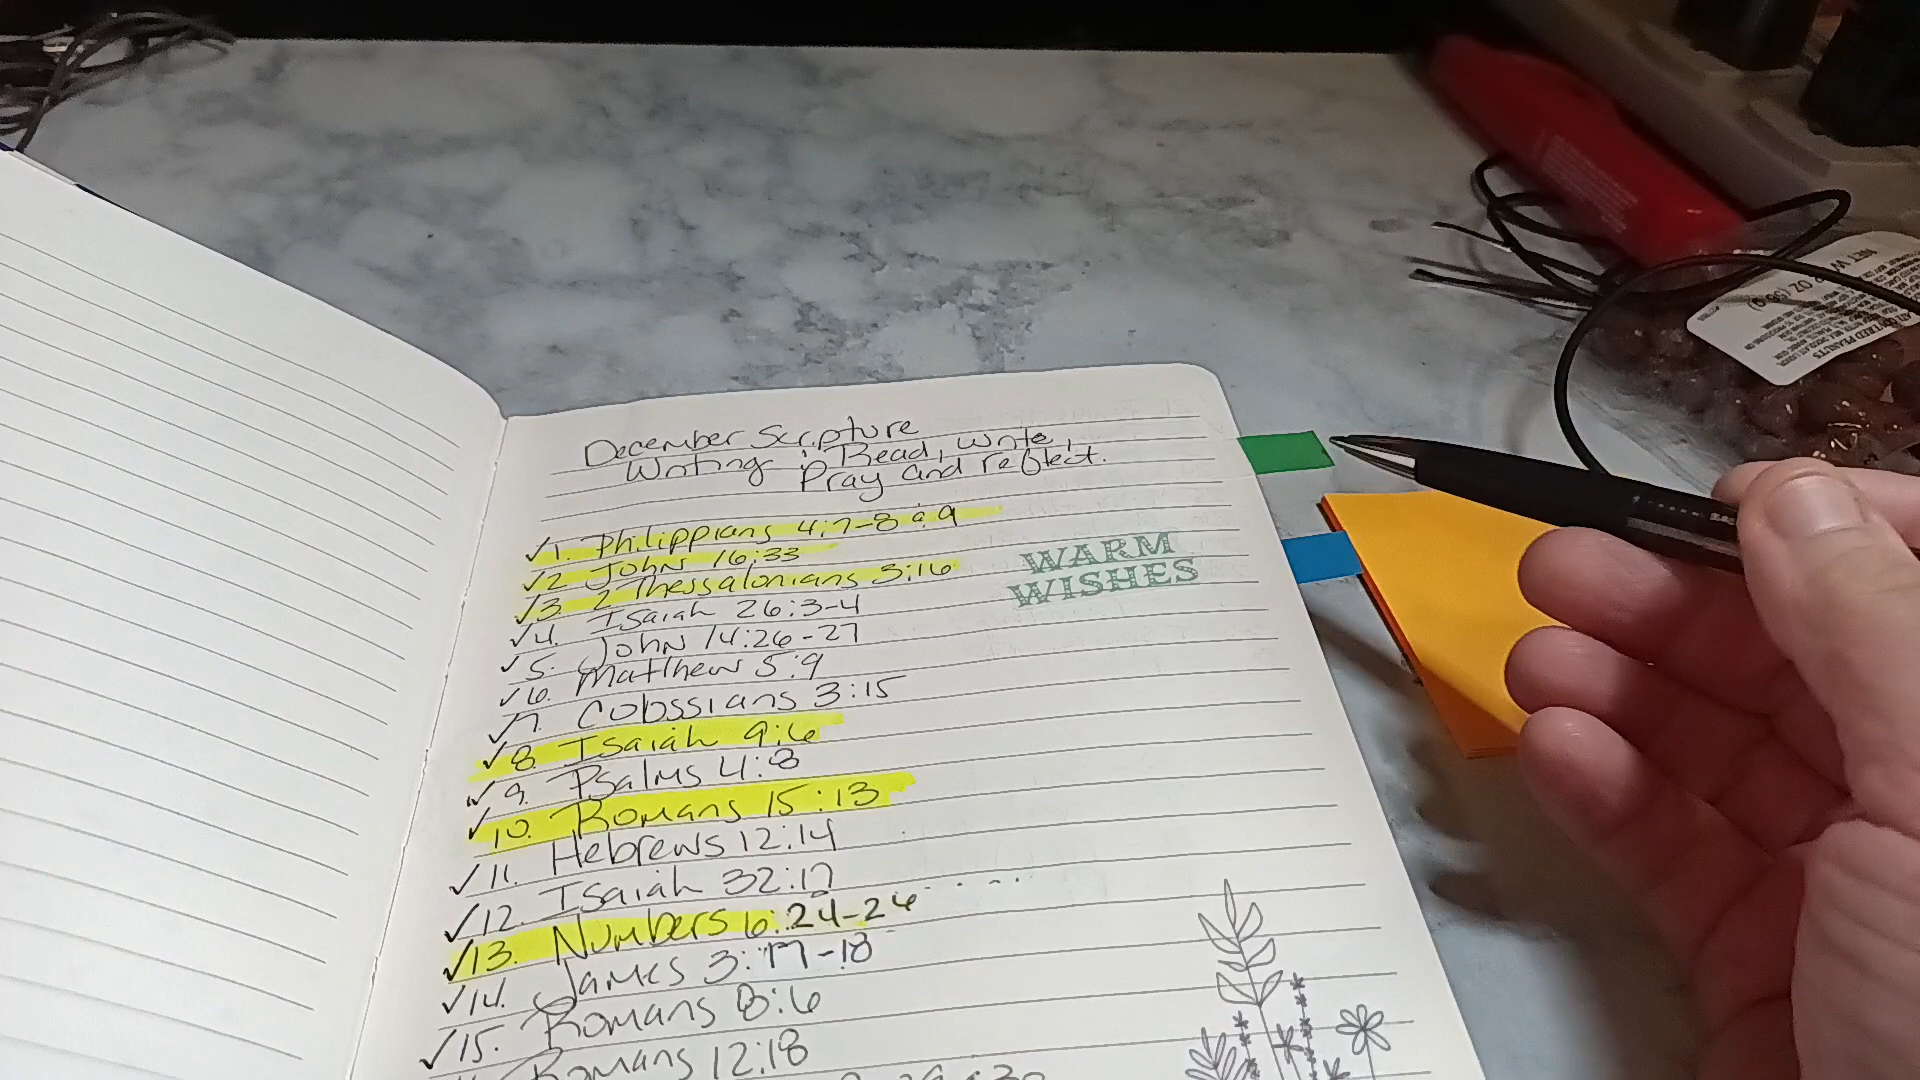 December Scripture
Writing : Read, write,
Pray and reflect.
✓1. Philippians 4:7-8 & 9
✓2 John 16:33
✓3. 2 Thessalonians 3:16
✓4. Isaiah 26:3-4
✓5. John 14:26-27
✓6. Matthew 5:9
✓7. Colossians 3:15
✓8. Isaiah 9:6
✓9. Psalms 4:8
✓10. Romans 15:13
✓11. Hebrews 12:14
✓12. Isaiah 32:17
✓13. Numbers 6:24-26
✓14. James 3:17-18
✓15. Romans 8:6
Romans 12:18
WARM
WISHES
NET W
OZ
PEANUTS